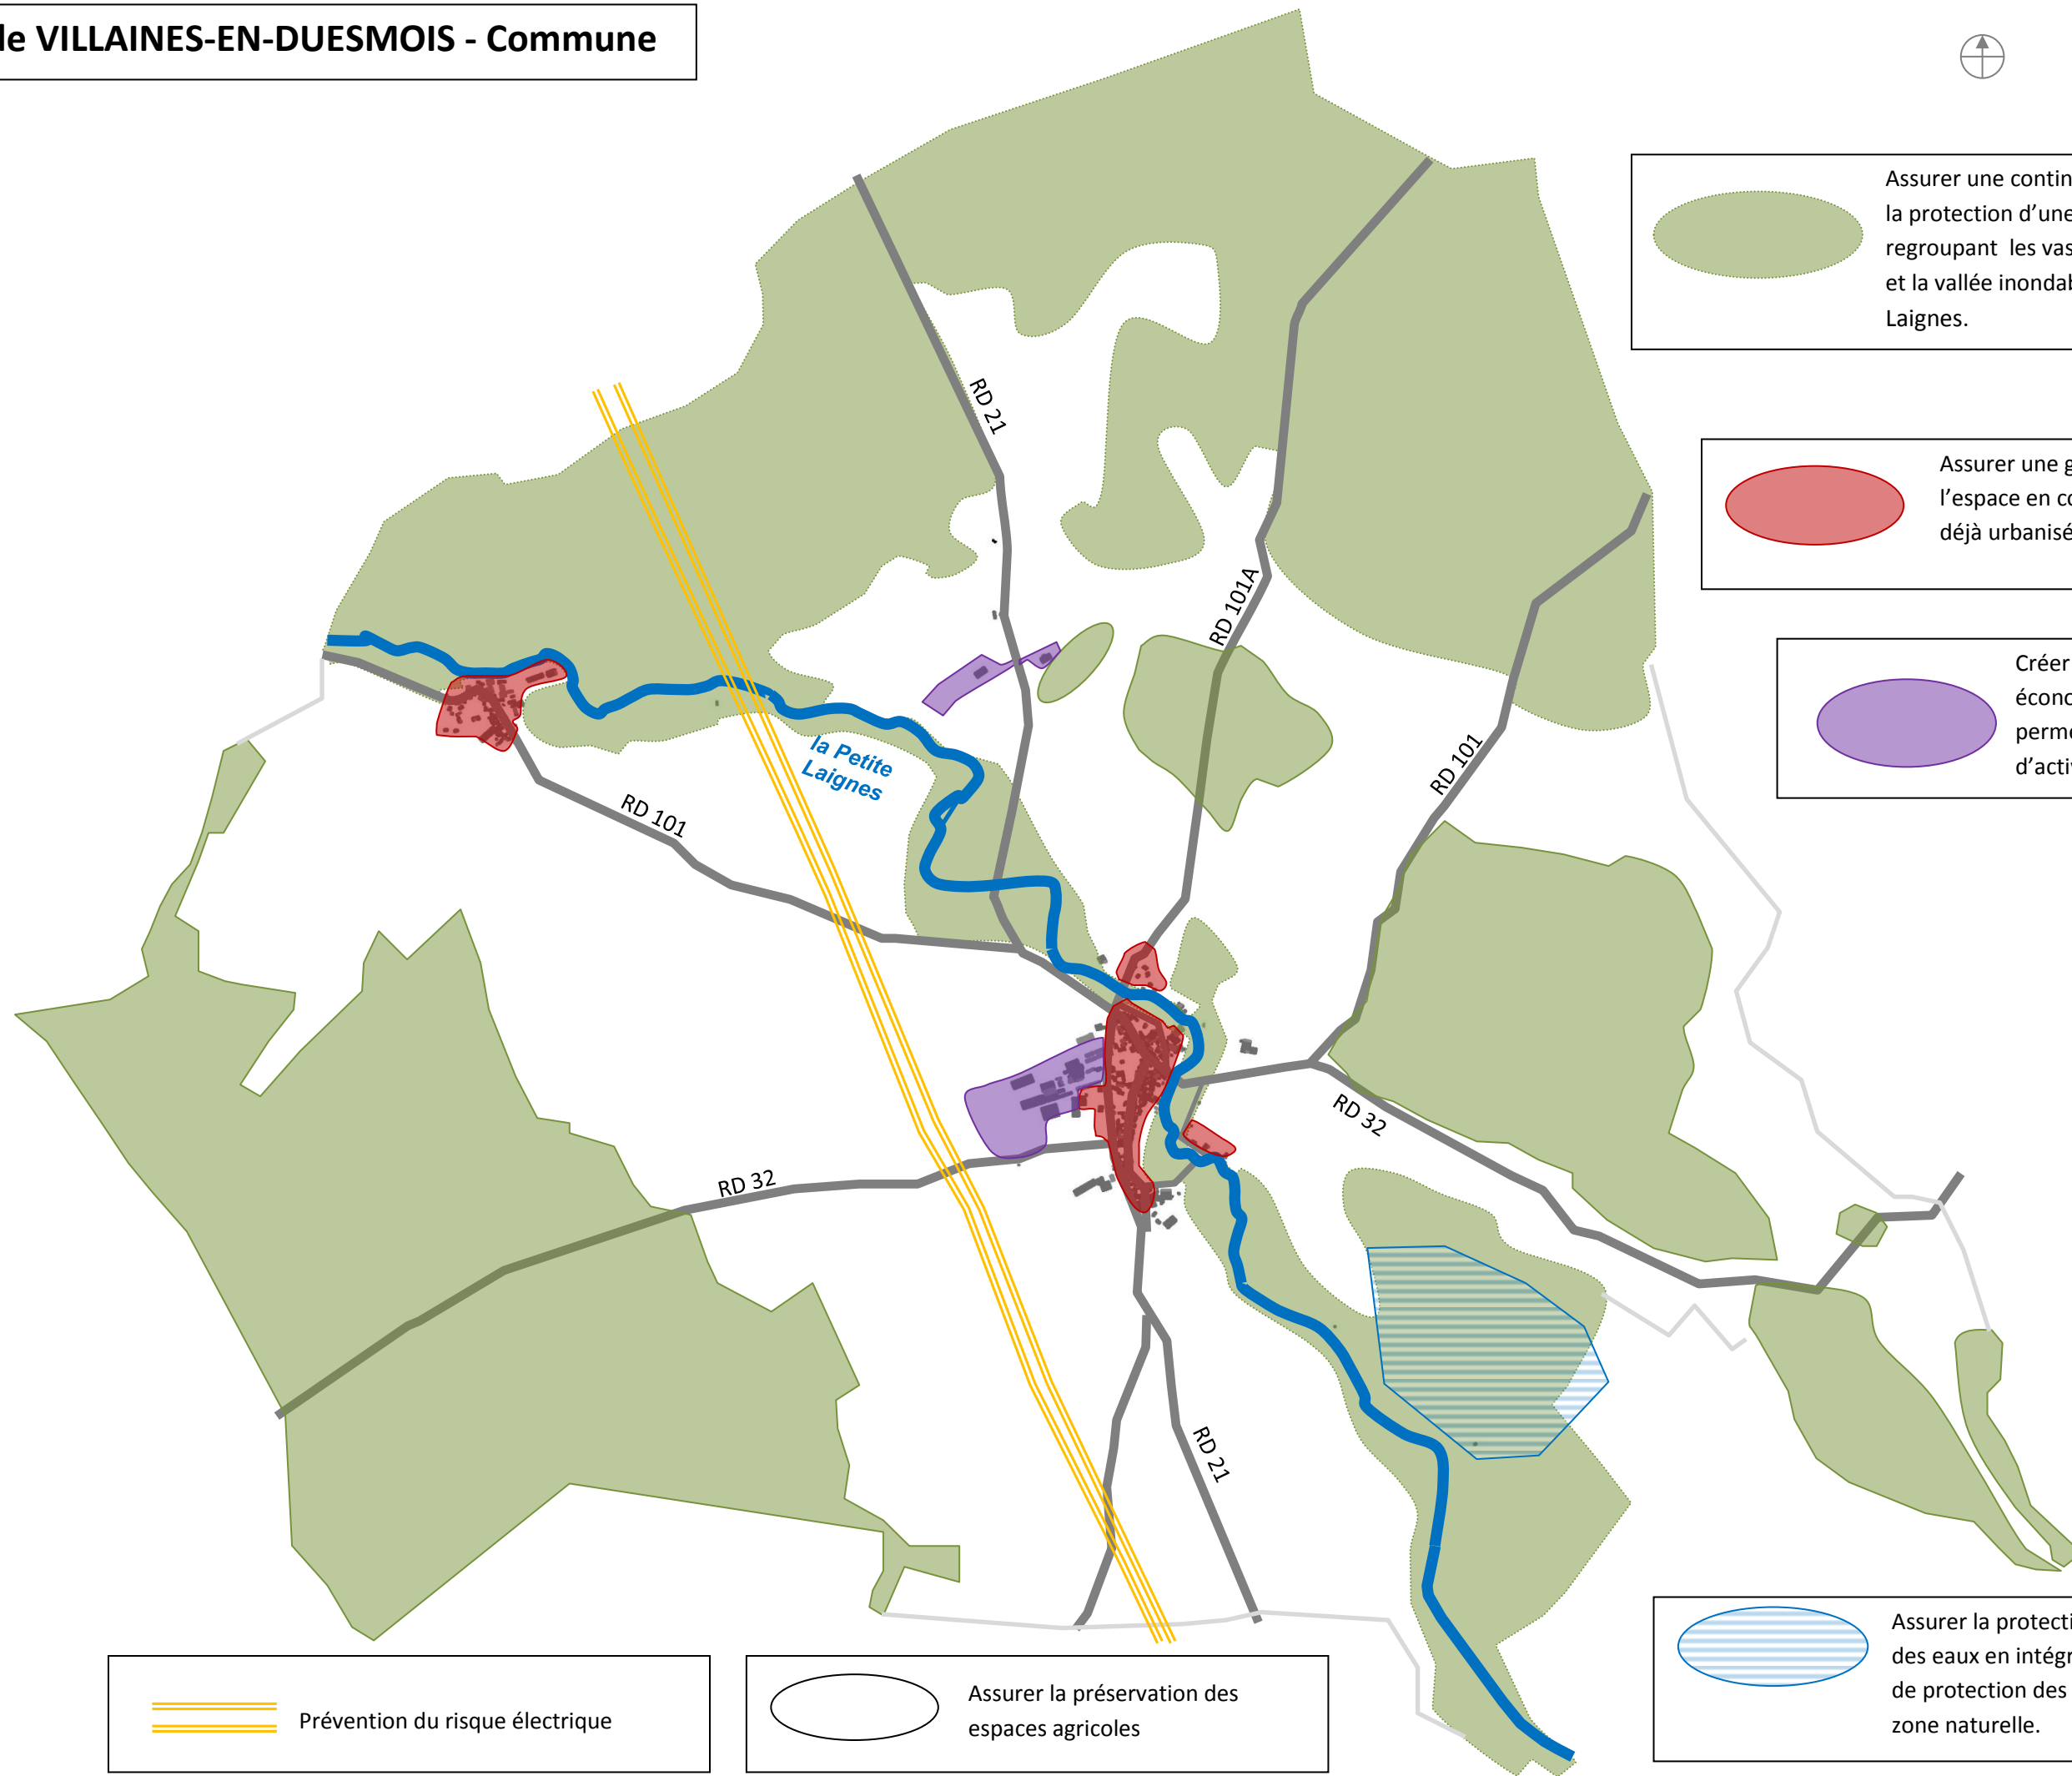 le VILLAINES-EN-DUESMOIS - Commune
Assurer une contin
la protection d'une
regroupant les vas
et la vallée inondab
Laignes.
Assurer une g
l'espace en co
déjà urbanisé
Créer
écono
perme
d'activ
RD 21
RD 101A
RD 101
la Petite
Laignes
RD 101
RD 32
RD 32
RD 21
Assurer la protecti
des eaux en intégr
de protection des
zone naturelle.
Prévention du risque électrique
Assurer la préservation des
espaces agricoles